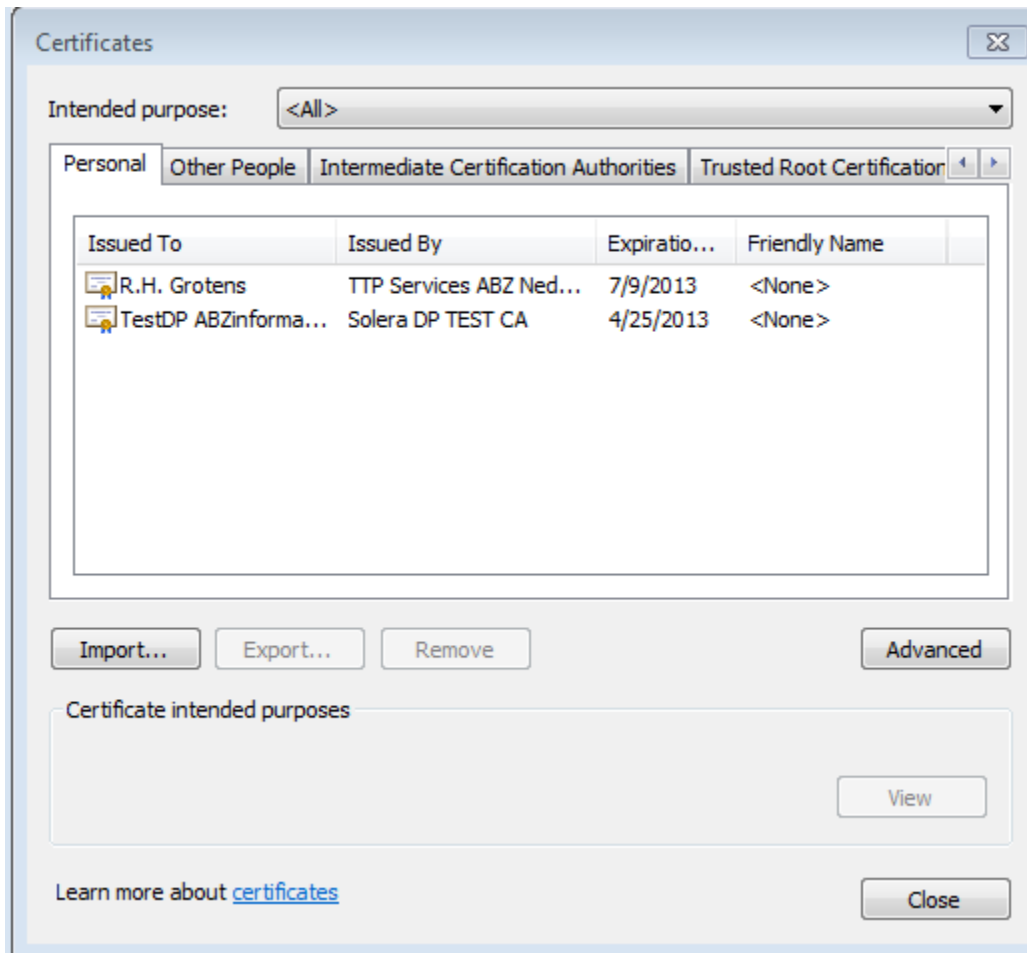 Certificates
Intended purpose: <All>
Personal Other People Intermediate Certification Authorities Trusted Root Certification
Issued To Issued By Expiratio... Friendly Name
R.H. Grotens TTP Services ABZ Ned... 7/9/2013 <None>
TestDP ABZinforma... Solera DP TEST CA 4/25/2013 <None>
Import... Export... Remove Advanced
Certificate intended purposes
View
Learn more about certificates
Close